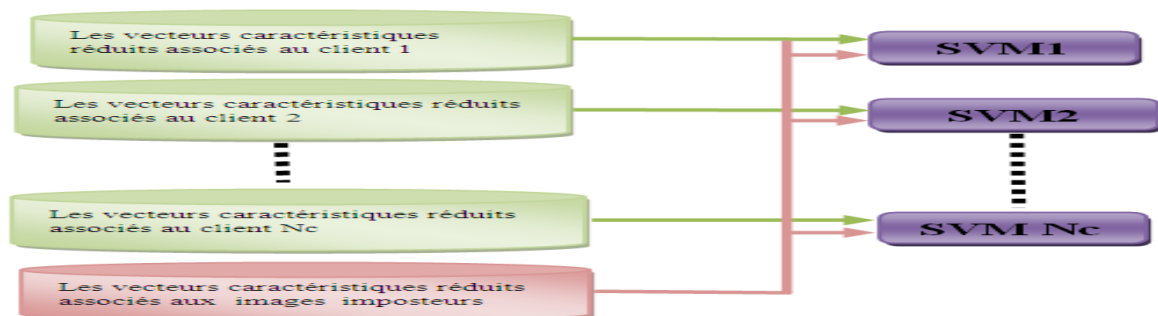 Les vecteurs caractéristiques
réduits associés au client 1
SVM1
Les vecteurs caractéristiques réduits
associés au client 2
SVM2
Les vecteurs caractéristiques réduits
associés au client Nc
SVM Nc
Les vecteurs caractéristiques réduits
associés aux images imposteurs